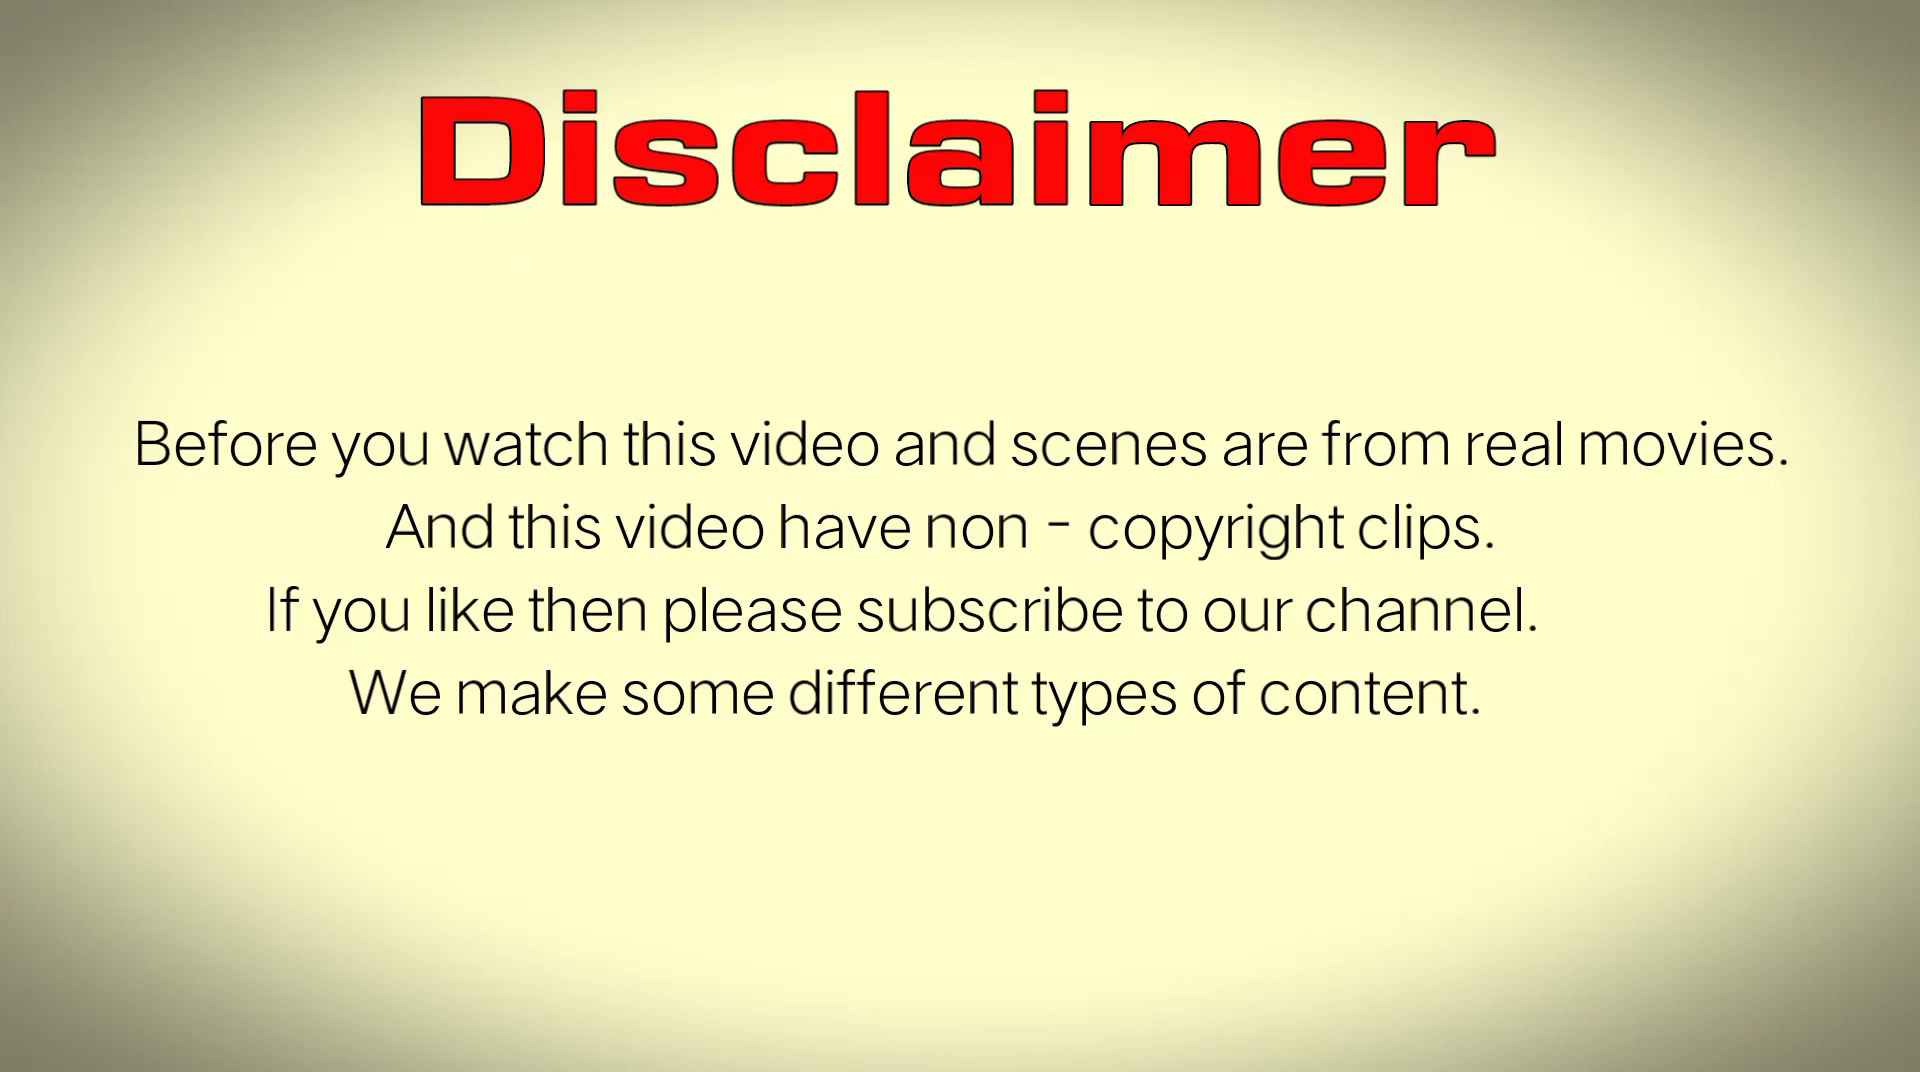 Disclaimer
Before you watch this video and scenes are from real movies.
And this video have non - copyright clips.
If you like then please subscribe to our channel.
We make some different types of content.